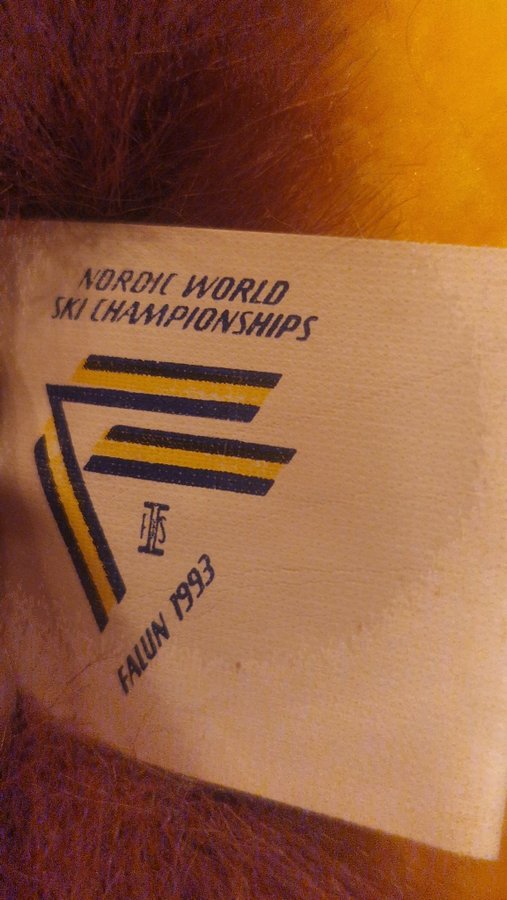 NORDIC WORLD
SKI CHAMPIONSHIPS
FIS
FALUN 1993